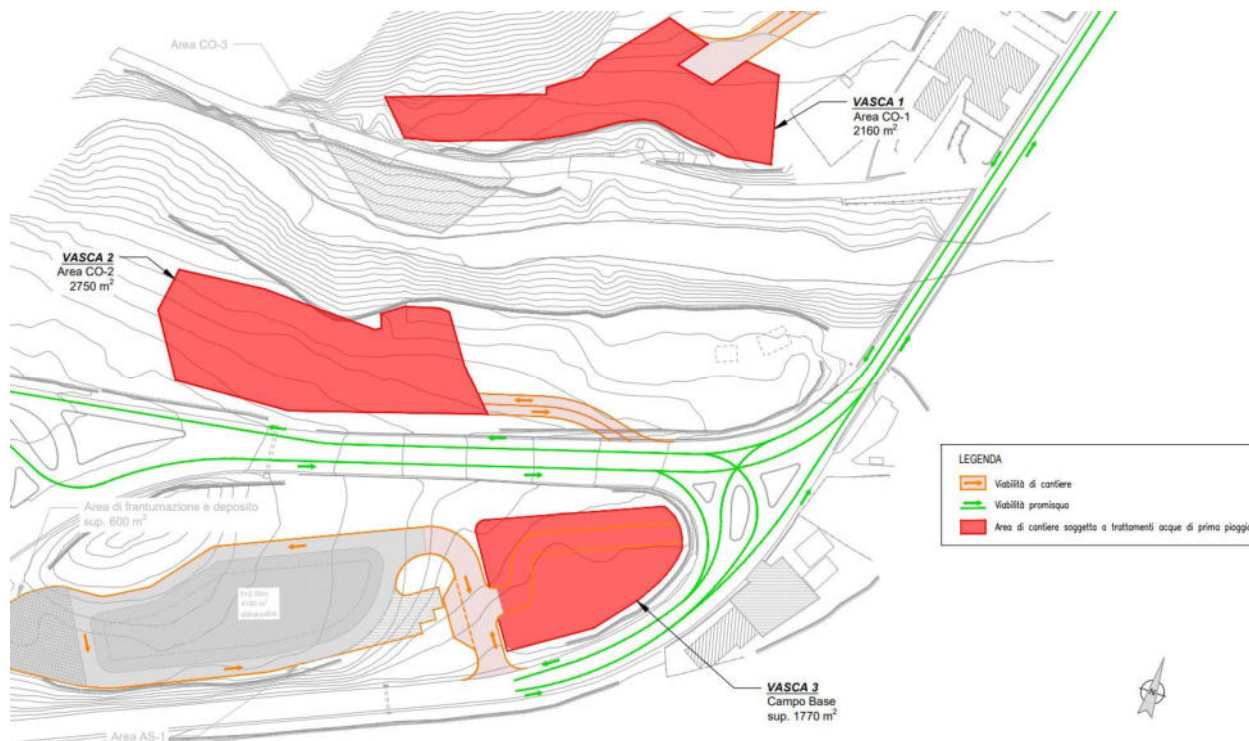 Area CO-3
VASCA 1
Area CO-1
2160 m²
VASCA 2
Area CO-2
2750 m²
LEGENDA
Viabilità di cantiere
Viabilità promisqua
Area di cantiere soggetta a trattamenti acque di prima pioggia
Area di frantumazione e deposito
sup. 600 m²
VASCA 3
Campo Base
sup. 1770 m²
N
Area AS-1